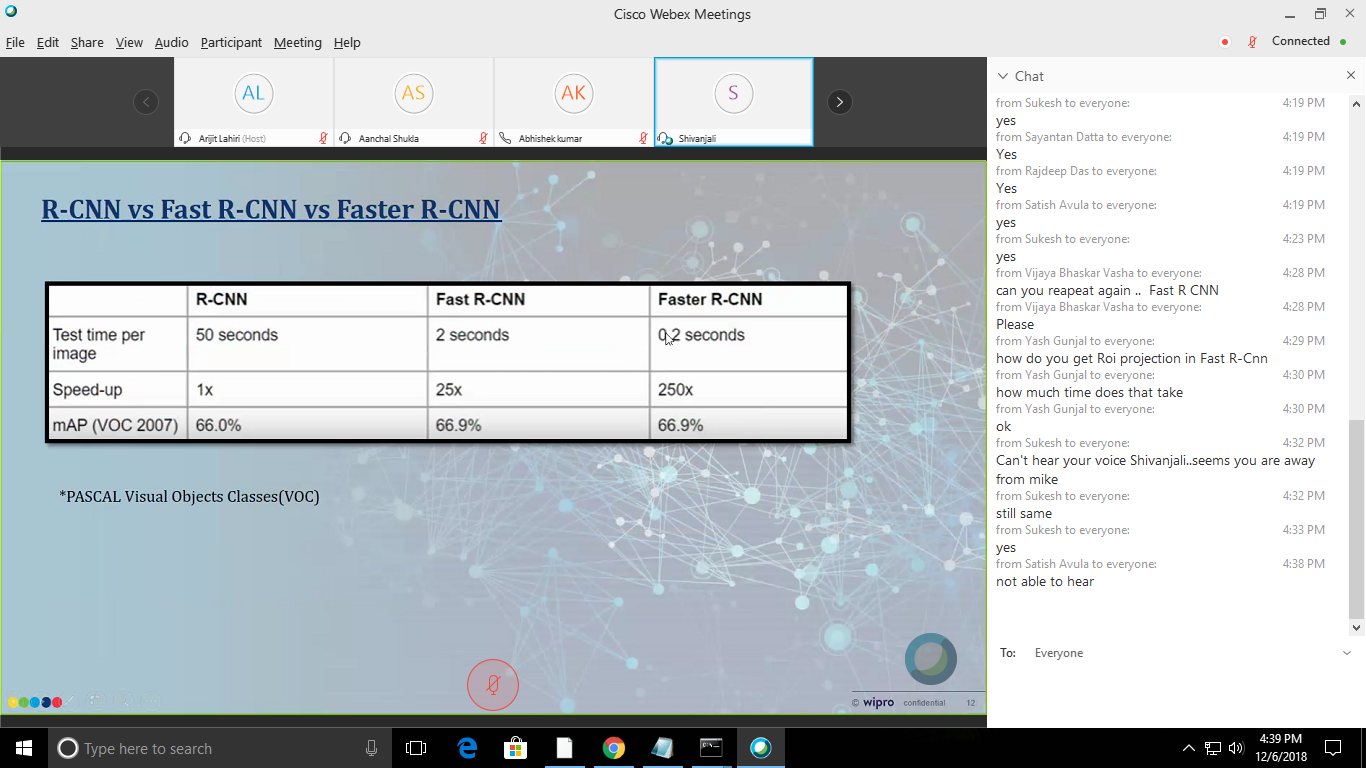 Cisco Webex Meetings
File Edit Share View Audio Participant Meeting Help
Connected
AL
AS
AK
S
Arijit Lahiri (Host)
Aanchal Shukla
Abhishek kumar
Shivanjali
R-CNN vs Fast R-CNN vs Faster R-CNN
R-CNN Fast R-CNN Faster R-CNN
Test time per
image
50 seconds 2 seconds 0.2 seconds
Speed-up 1x 25x 250x
mAP (VOC 2007) 66.0% 66.9% 66.9%
*PASCAL Visual Objects Classes(VOC)
© wipro confidential 12
Chat
from Sukesh to everyone: 4:19 PM
yes
from Sayantan Datta to everyone: 4:19 PM
Yes
from Rajdeep Das to everyone: 4:19 PM
Yes
from Satish Avula to everyone: 4:19 PM
yes
from Sukesh to everyone: 4:23 PM
yes
from Vijaya Bhaskar Vasha to everyone: 4:28 PM
can you reapeat again .. Fast R CNN
from Vijaya Bhaskar Vasha to everyone: 4:28 PM
Please
from Yash Gunjal to everyone: 4:29 PM
how do you get Roi projection in Fast R-Cnn
from Yash Gunjal to everyone: 4:30 PM
how much time does that take
from Yash Gunjal to everyone: 4:30 PM
ok
from Sukesh to everyone: 4:32 PM
Can't hear your voice Shivanjali..seems you are away
from mike
from Sukesh to everyone: 4:32 PM
still same
from Sukesh to everyone: 4:33 PM
yes
from Satish Avula to everyone: 4:38 PM
not able to hear
To: Everyone
Type here to search
4:39 PM
12/6/2018